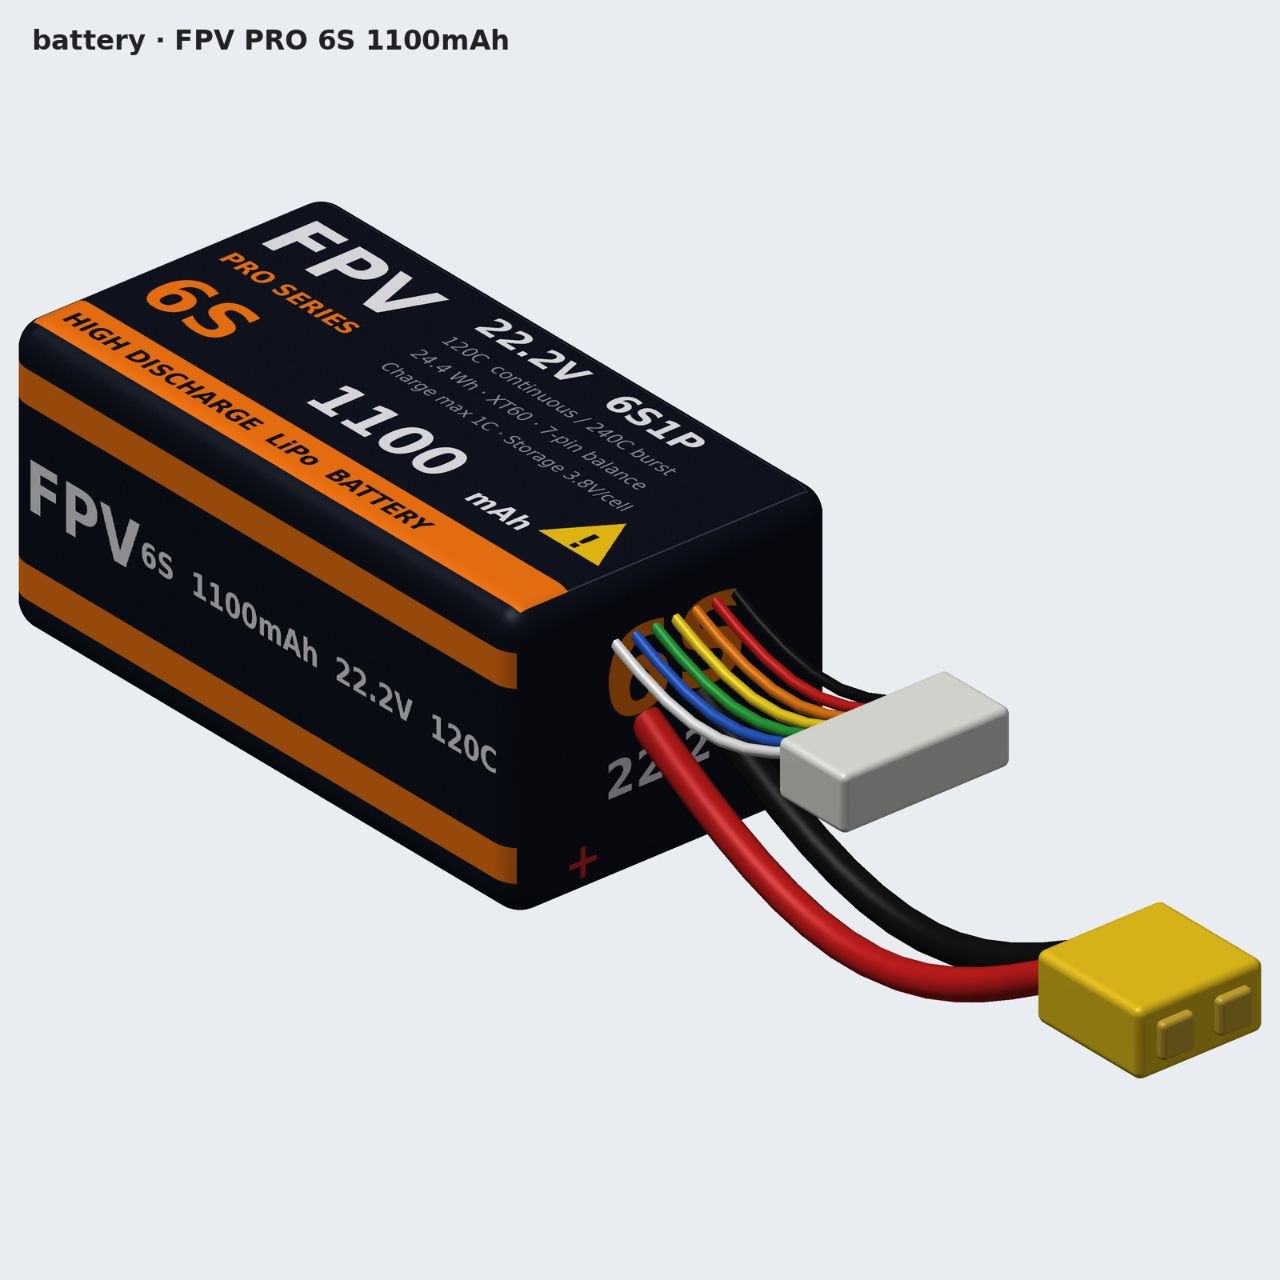 battery · FPV PRO 6S 1100mAh
FPV
PRO SERIES
6S
22.2V 6S1P
120C continuous / 240C burst
24.4 Wh · XT60 · 7-pin balance
Charge max 1C · Storage 3.8V/cell
1100 mAh
!
HIGH DISCHARGE LiPo BATTERY
FPV 6S 1100mAh 22.2V 120C
6S
+